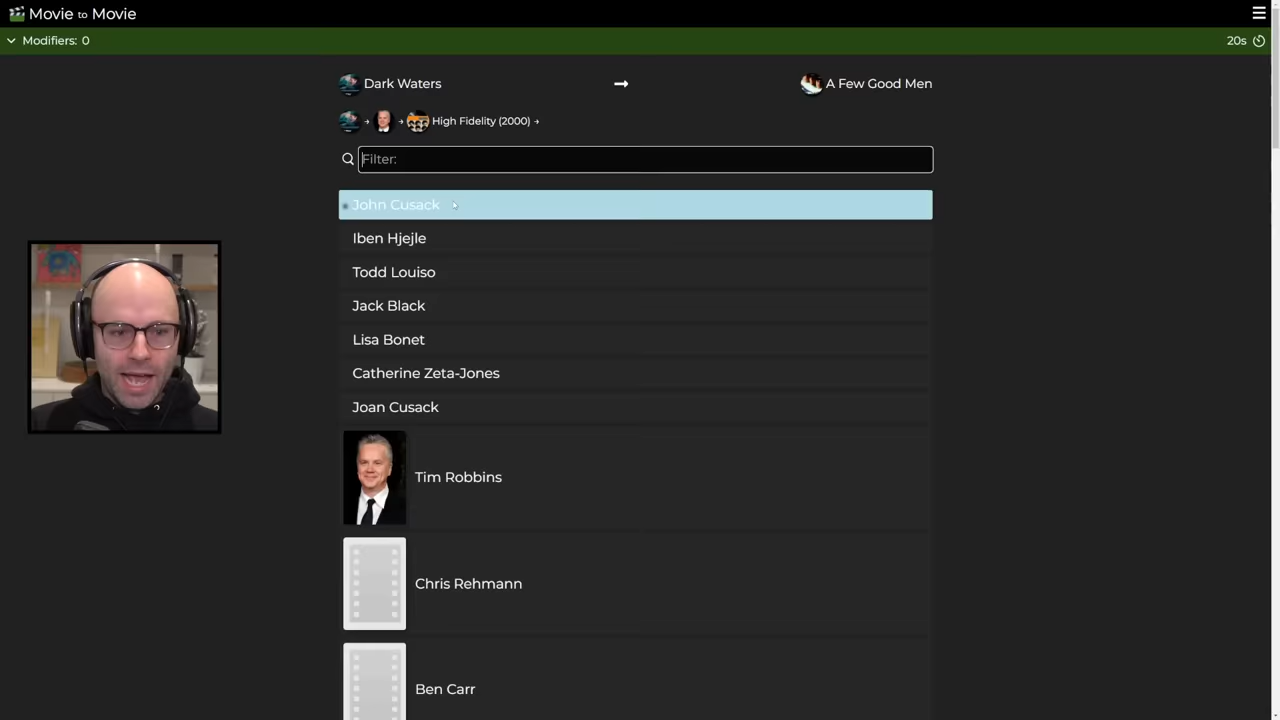 Movie to Movie
Modifiers: 0
20s
Dark Waters
A Few Good Men
High Fidelity (2000)
Filter:
John Cusack
Iben Hjejle
Todd Louiso
Jack Black
Lisa Bonet
Catherine Zeta-Jones
Joan Cusack
Tim Robbins
Chris Rehmann
Ben Carr